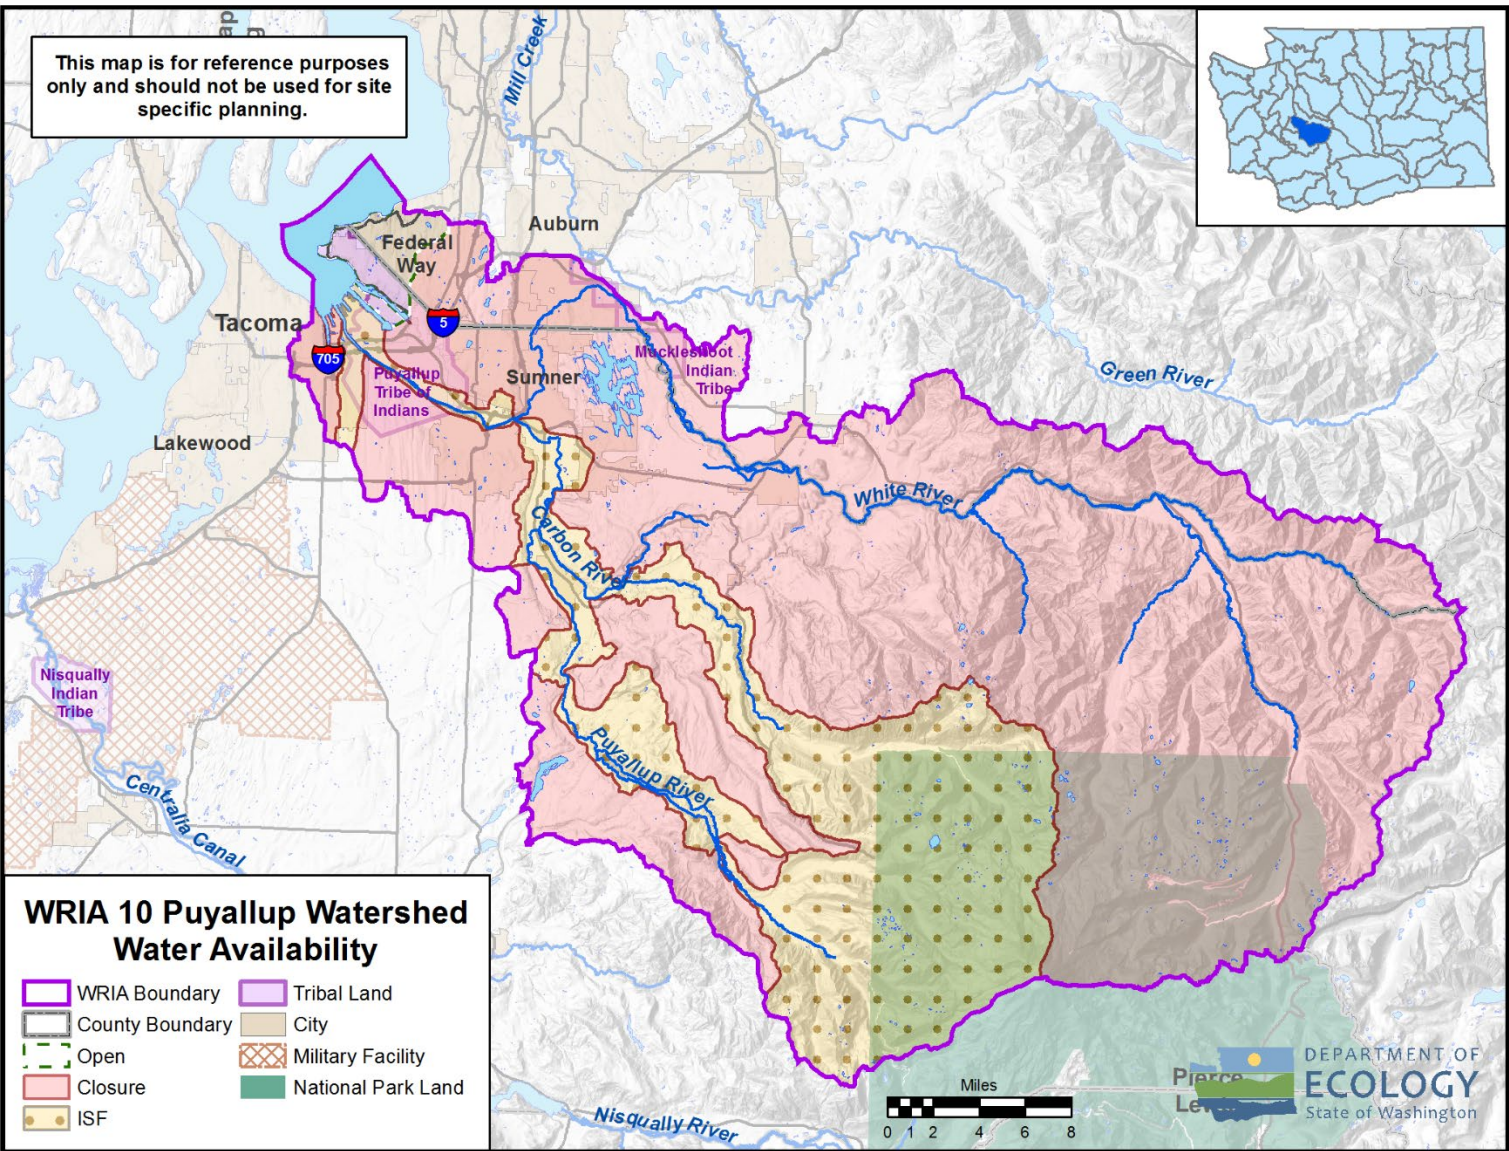 This map is for reference purposes
only and should not be used for site
specific planning.
Mill Creek
Auburn
Federal
Way
Tacoma
5
705
Muckleshoot
Indian
Tribe
Puyallup
Tribe of
Indians
Sumner
Green River
Lakewood
White River
Carbon River
Nisqually
Indian
Tribe
Puyallup River
Centralia Canal
WRIA 10 Puyallup Watershed
Water Availability
WRIA Boundary
Tribal Land
County Boundary
City
Open
Military Facility
Closure
National Park Land
ISF
Nisqually River
Miles
0 1 2 4 6 8
Pierce
DEPARTMENT OF
ECOLOGY
State of Washington